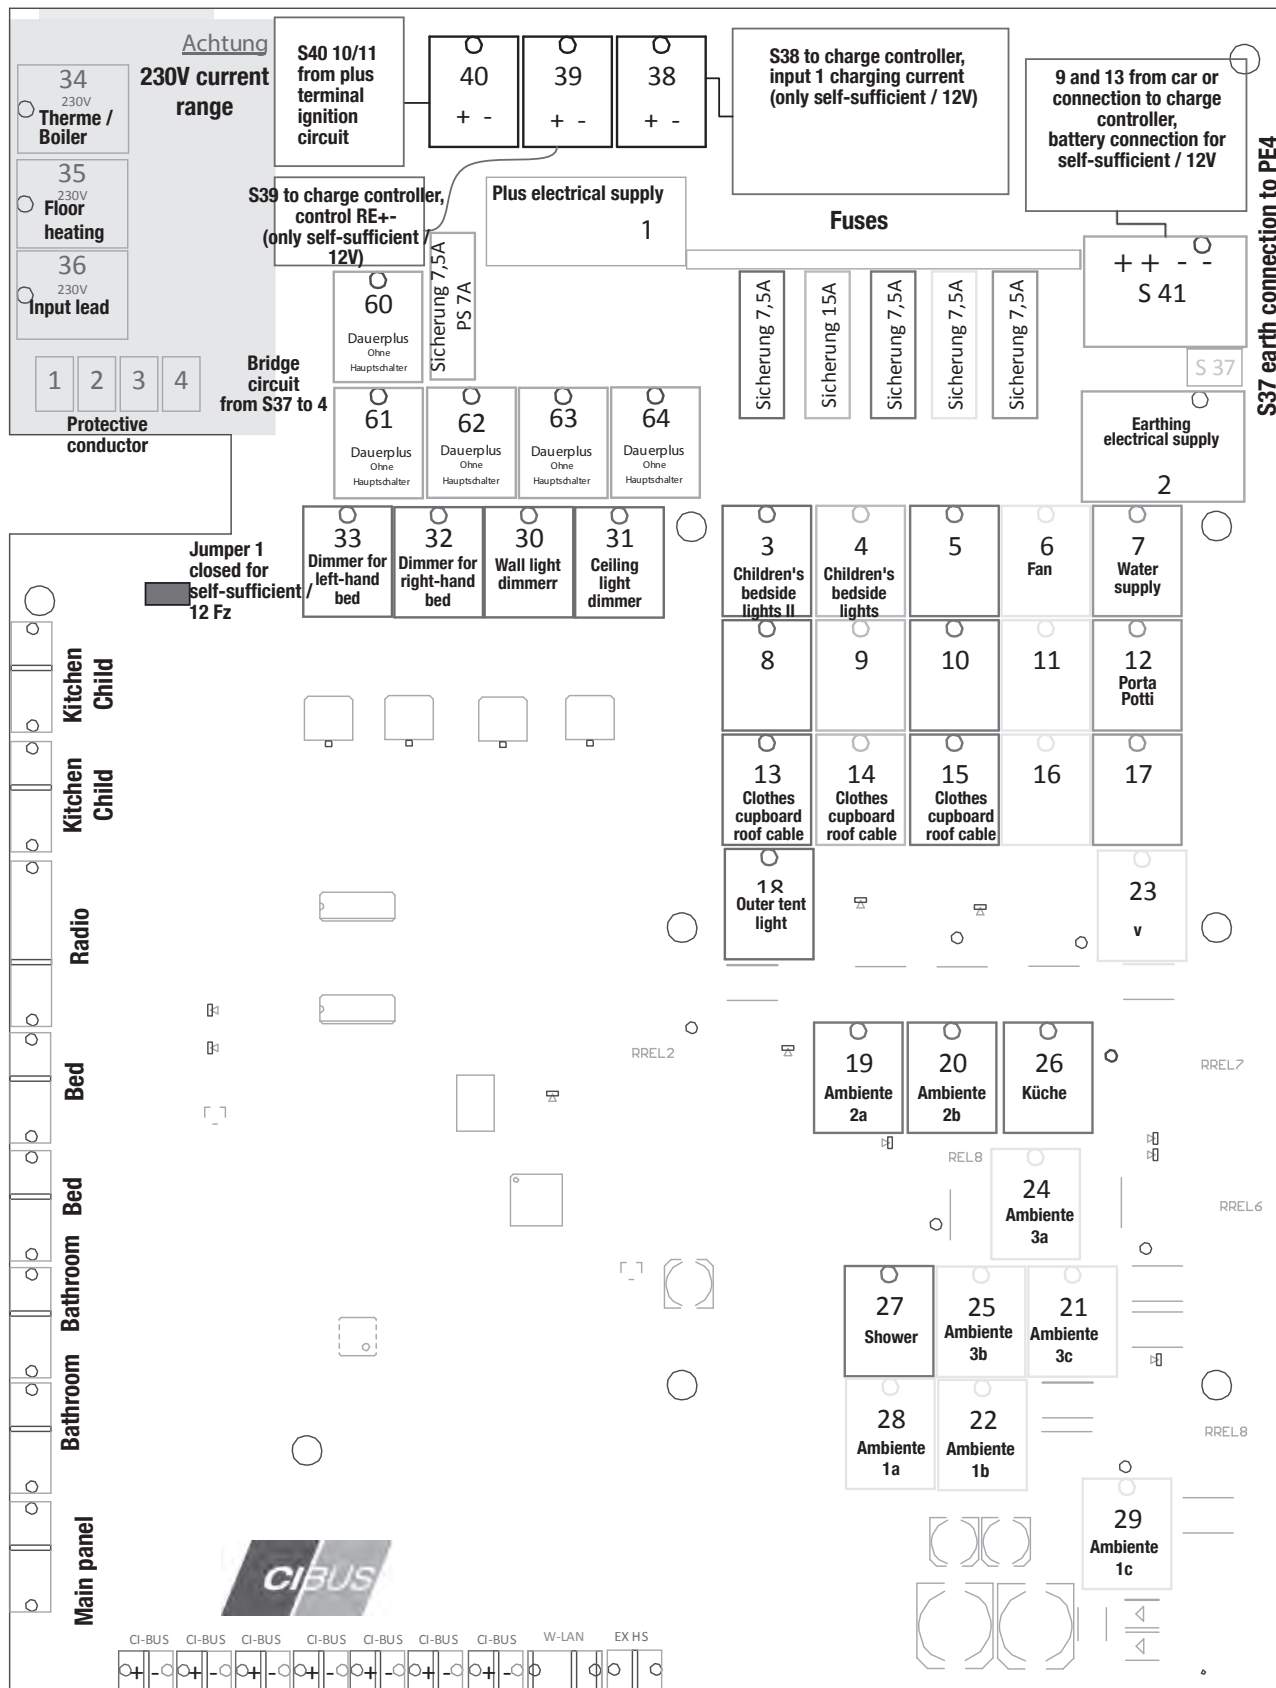 Achtung
230V current
range
34
230V
Therme /
Boiler
35
230V
Floor
heating
36
230V
Input lead
1 2 3 4
Protective
conductor
Bridge
circuit
from S37 to 4
S40 10/11
from plus
terminal
ignition
circuit
40
+ -
39
+ -
38
+ -
S38 to charge controller,
input 1 charging current
(only self-sufficient / 12V)
9 and 13 from car or
connection to charge
controller,
battery connection for
self-sufficient / 12V
S37 earth connection to PE4
S39 to charge controller,
control RE+-
(only self-sufficient /
12V)
Plus electrical supply
1
Fuses
Sicherung 7,5A
PS 7A
Sicherung 7,5A
Sicherung 15A
Sicherung 7,5A
Sicherung 7,5A
Sicherung 7,5A
+ + - -
S 41
S 37
Earthing
electrical supply
2
60
Dauerplus
Ohne
Hauptschalter
61
Dauerplus
Ohne
Hauptschalter
62
Dauerplus
Ohne
Hauptschalter
63
Dauerplus
Ohne
Hauptschalter
64
Dauerplus
Ohne
Hauptschalter
Jumper 1
closed for
self-sufficient /
12 Fz
33
Dimmer for
left-hand
bed
32
Dimmer for
right-hand
bed
30
Wall light
dimmerr
31
Ceiling
light
dimmer
3
Children's
bedside
lights II
4
Children's
bedside
lights
5
6
Fan
7
Water
supply
8
9
10
11
12
Porta
Potti
13
Clothes
cupboard
roof cable
14
Clothes
cupboard
roof cable
15
Clothes
cupboard
roof cable
16
17
18
Outer tent
light
23
v
Kitchen
Child
Kitchen
Child
Radio
Bed
Bed
Bathroom
Bathroom
Main panel
RREL2
19
Ambiente
2a
20
Ambiente
2b
26
Küche
RREL7
REL8
24
Ambiente
3a
RREL6
27
Shower
25
Ambiente
3b
21
Ambiente
3c
28
Ambiente
1a
22
Ambiente
1b
RREL8
29
Ambiente
1c
CIBUS
CI-BUS CI-BUS CI-BUS CI-BUS CI-BUS CI-BUS CI-BUS W-LAN EX HS
+ - + - + - + - + - + - + -